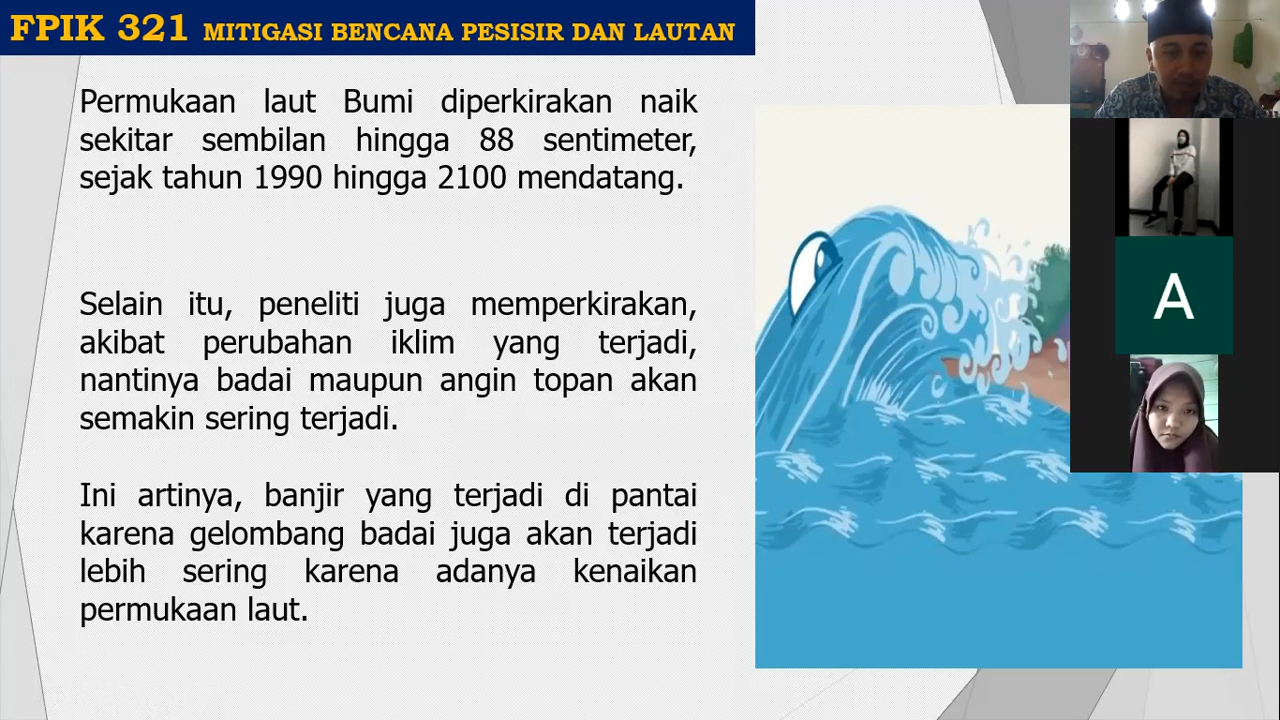 FPIK 321 MITIGASI BENCANA PESISIR DAN LAUTAN
Permukaan laut Bumi diperkirakan naik
sekitar sembilan hingga 88 sentimeter,
sejak tahun 1990 hingga 2100 mendatang.
Selain itu, peneliti juga memperkirakan,
akibat perubahan iklim yang terjadi,
nantinya badai maupun angin topan akan
semakin sering terjadi.
Ini artinya, banjir yang terjadi di pantai
karena gelombang badai juga akan terjadi
lebih sering karena adanya kenaikan
permukaan laut.
A